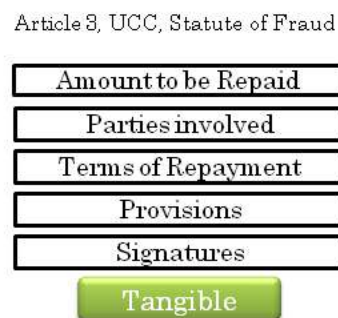 Article 3, UCC, Statute of Fraud
Amount to be Repaid
Parties involved
Terms of Repayment
Provisions
Signatures
Tangible